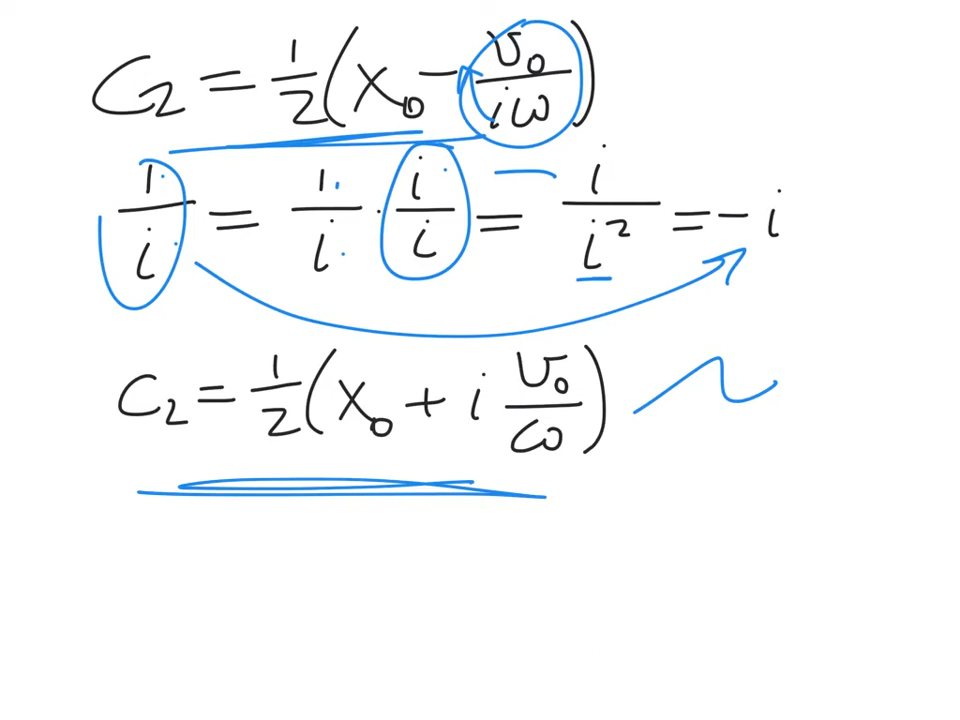 C₂ = 1/2 (x₀ - v₀/iω)
1/i = 1/i · i/i = i/i² = -i
C₂ = 1/2 (x₀ + i v₀/ω)